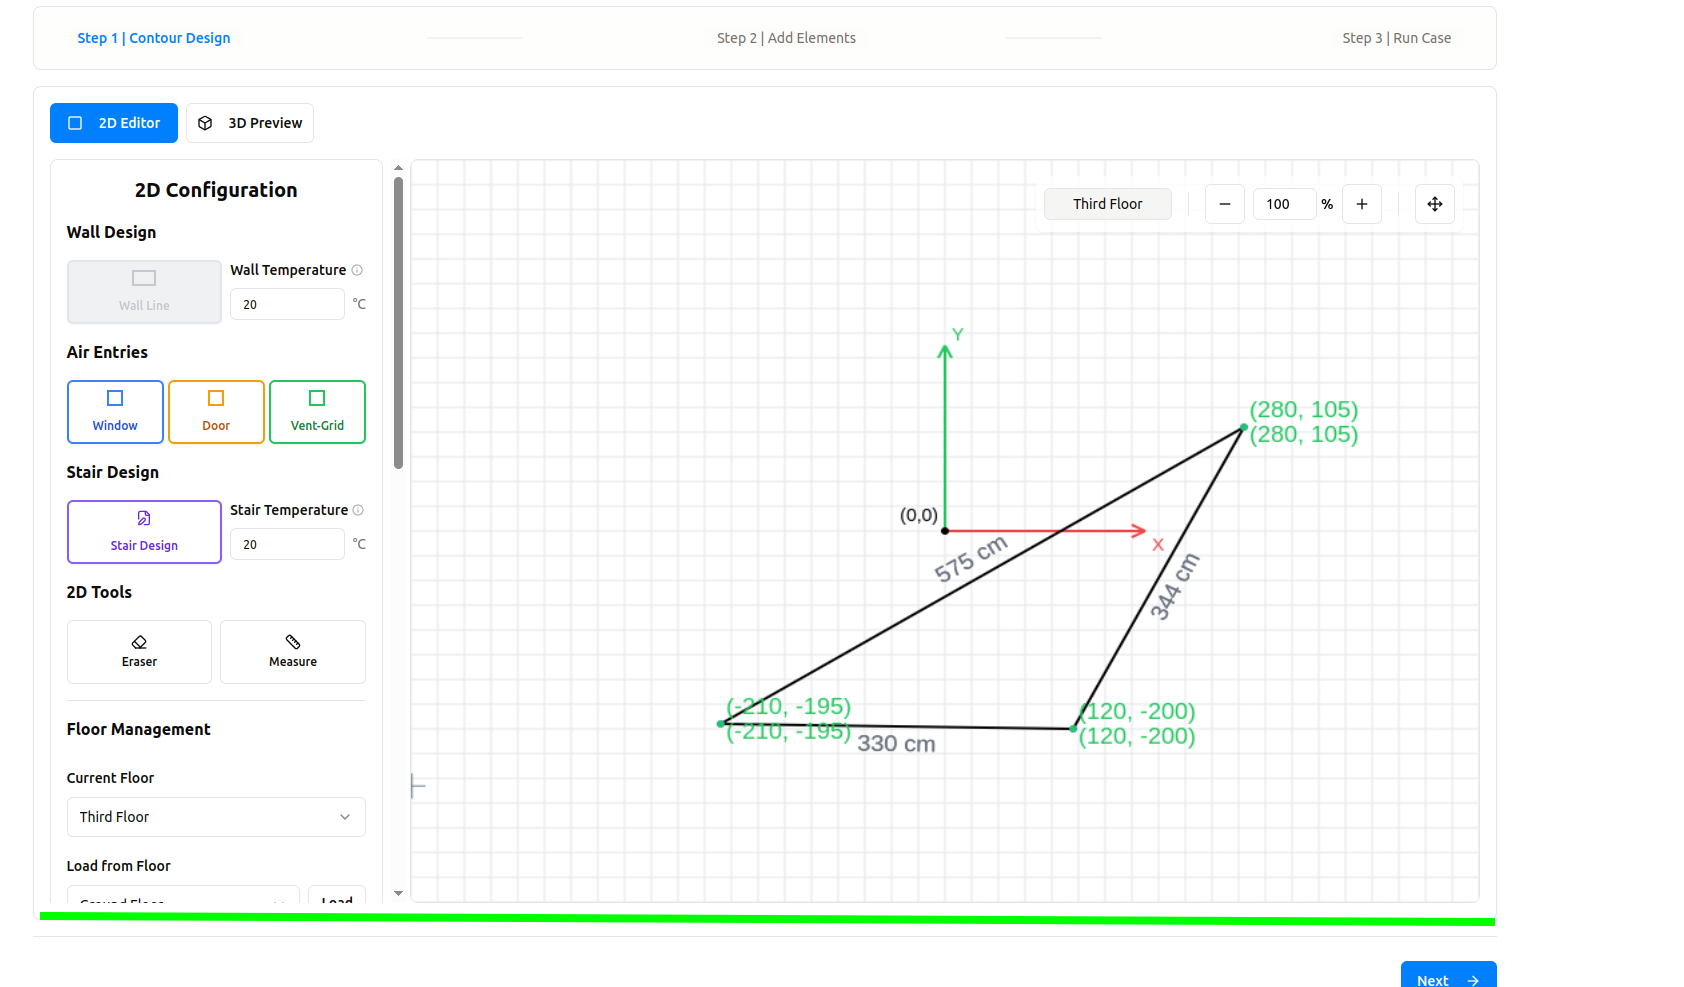 Step 1 | Contour Design
Step 2 | Add Elements
Step 3 | Run Case
2D Editor
3D Preview
2D Configuration
Wall Design
Wall Line
Wall Temperature
20
°C
Air Entries
Window
Door
Vent-Grid
Stair Design
Stair Design
Stair Temperature
20
°C
2D Tools
Eraser
Measure
Floor Management
Current Floor
Third Floor
Load from Floor
Ground Floor
Load
Third Floor
100
%
Y
(280, 105)
(280, 105)
(0,0)
X
575 cm
344 cm
(-210, -195)
(-210, -195)
330 cm
(120, -200)
(120, -200)
Next